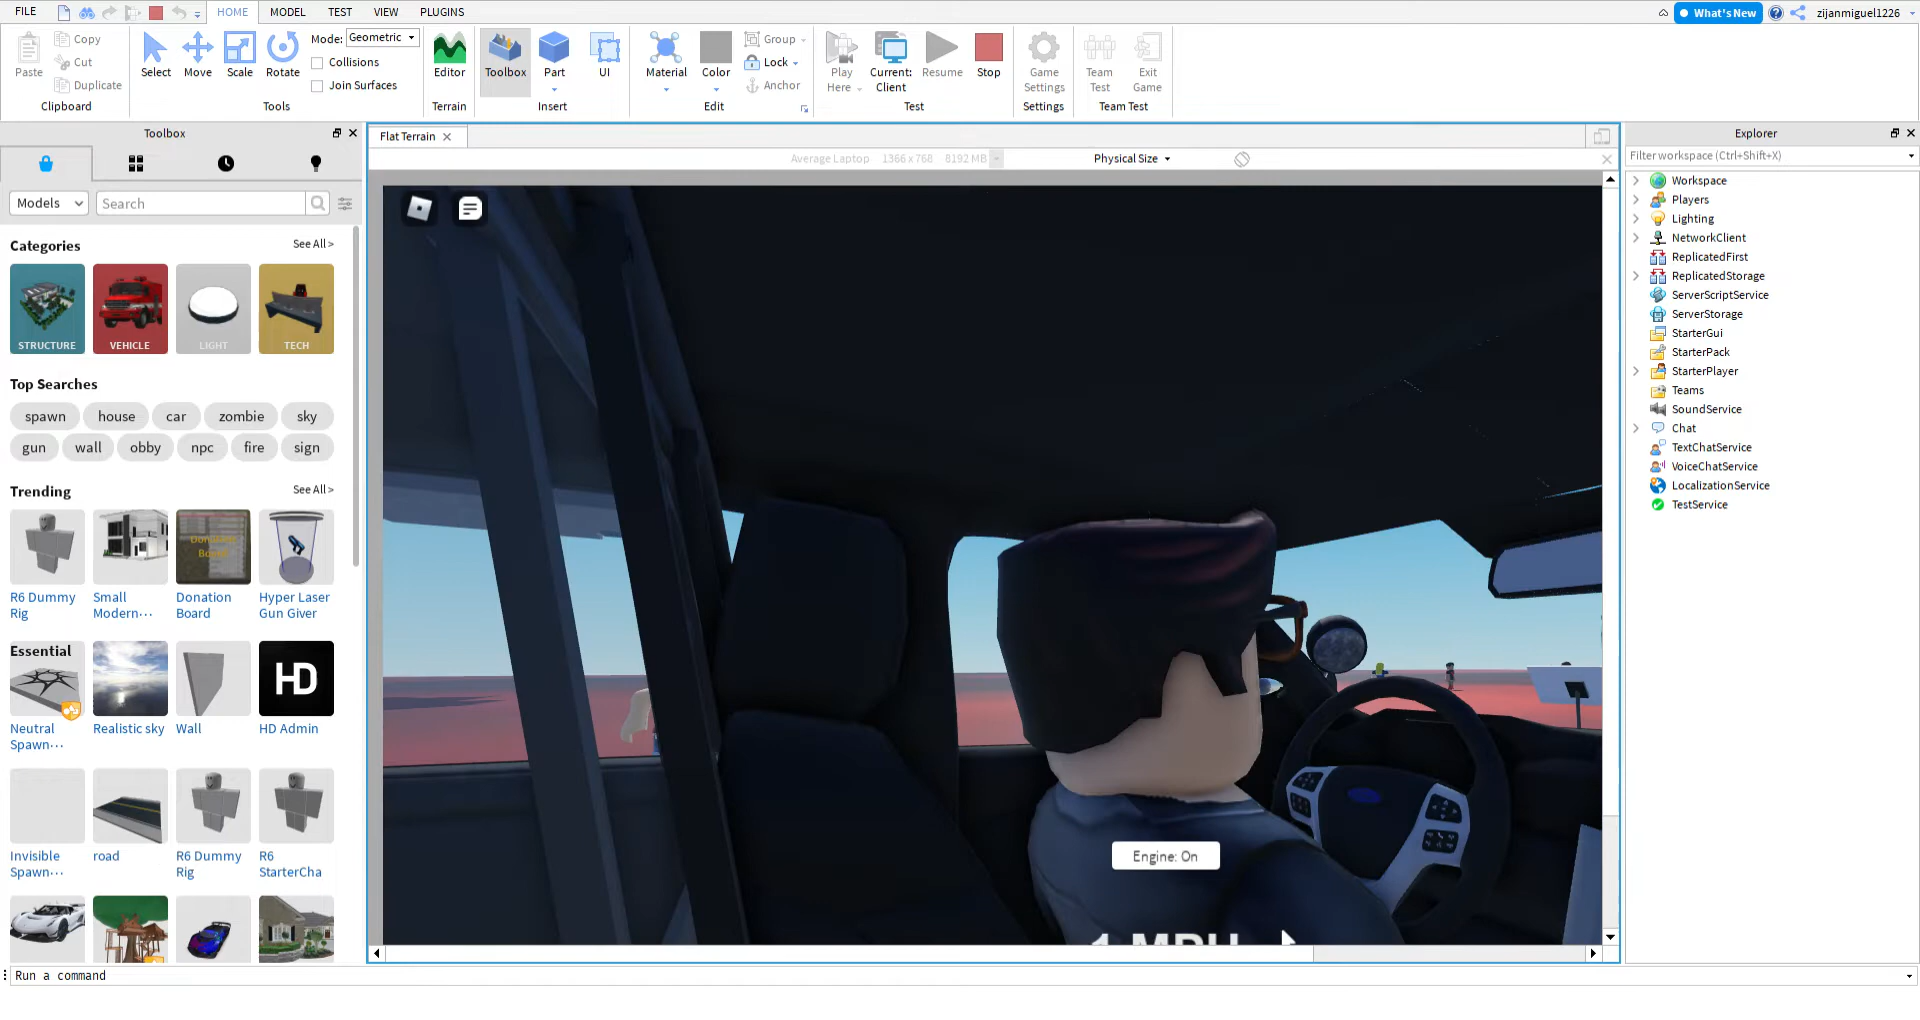 FILE HOME MODEL TEST VIEW PLUGINS What's New zijanmiguel1226
Paste Copy Cut Duplicate Clipboard
Select Move Scale Rotate Mode: Geometric Collisions Join Surfaces Tools
Editor Terrain
Toolbox Part UI Insert
Material Color Group Lock Anchor Edit
Play Here Current: Client Resume Stop Test
Game Settings Settings
Team Test Exit Game Team Test
Toolbox
Models Search
Categories See All >
STRUCTURE VEHICLE LIGHT TECH
Top Searches
spawn house car zombie sky
gun wall obby npc fire sign
Trending See All >
Donation Board
R6 Dummy Rig Small Modern... Donation Board Hyper Laser Gun Giver
Essential
HD
Neutral Spawn... Realistic sky Wall HD Admin
Invisible Spawn... road R6 Dummy Rig R6 StarterCha
Flat Terrain
Average Laptop 1366 x 768 8192 MB Physical Size
Engine: On
1 MPH
Explorer
Filter workspace (Ctrl+Shift+X)
Workspace
Players
Lighting
NetworkClient
ReplicatedFirst
ReplicatedStorage
ServerScriptService
ServerStorage
StarterGui
StarterPack
StarterPlayer
Teams
SoundService
Chat
TextChatService
VoiceChatService
LocalizationService
TestService
Run a command